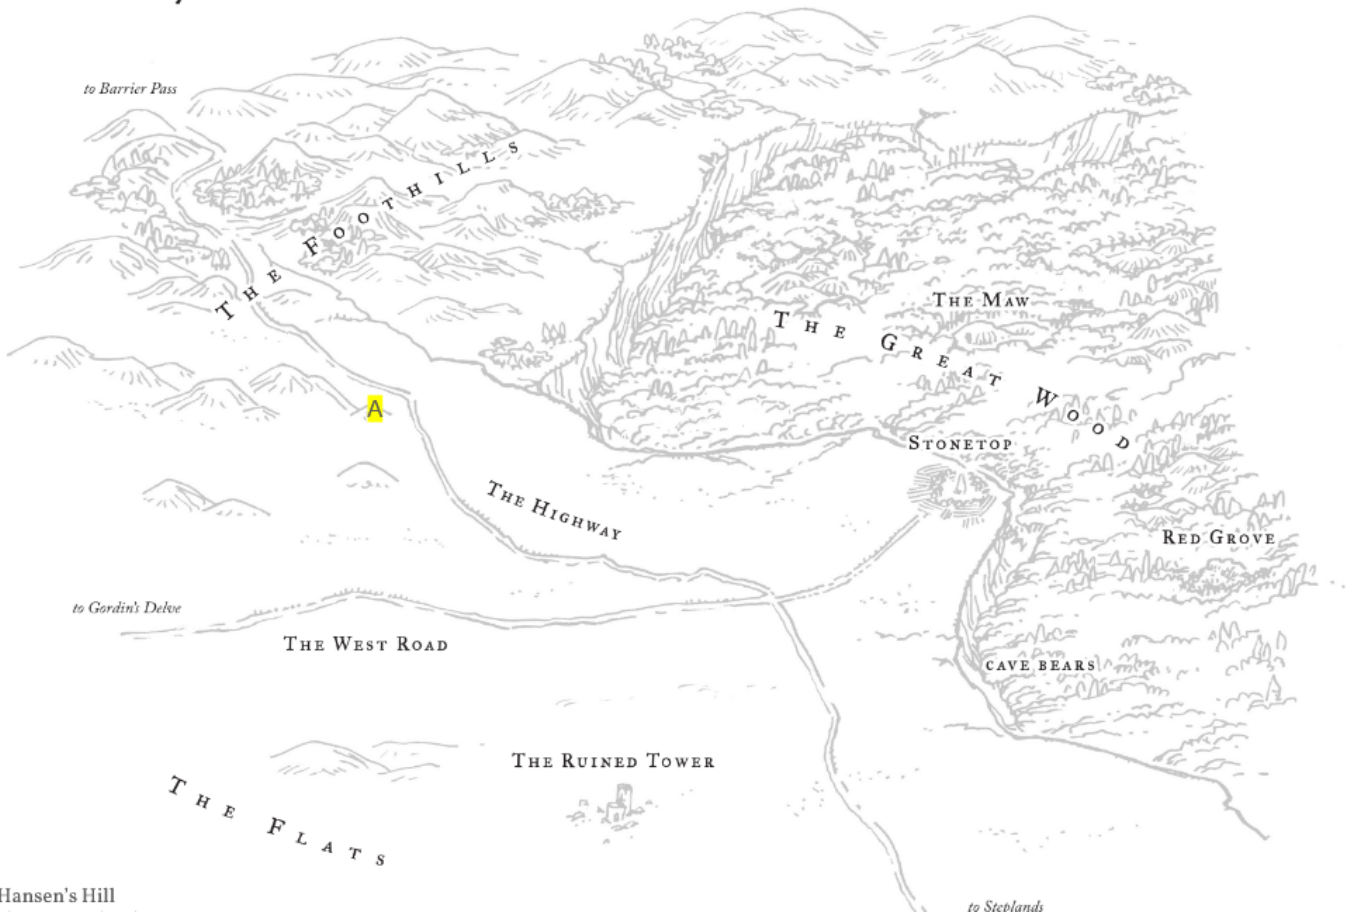 to Barrier Pass
The Foothills
The Maw
The Great Wood
A
Stonetop
The Highway
Red Grove
to Gordin's Delve
The West Road
cave bears
The Ruined Tower
The Flats
Hansen's Hill
to Steplands